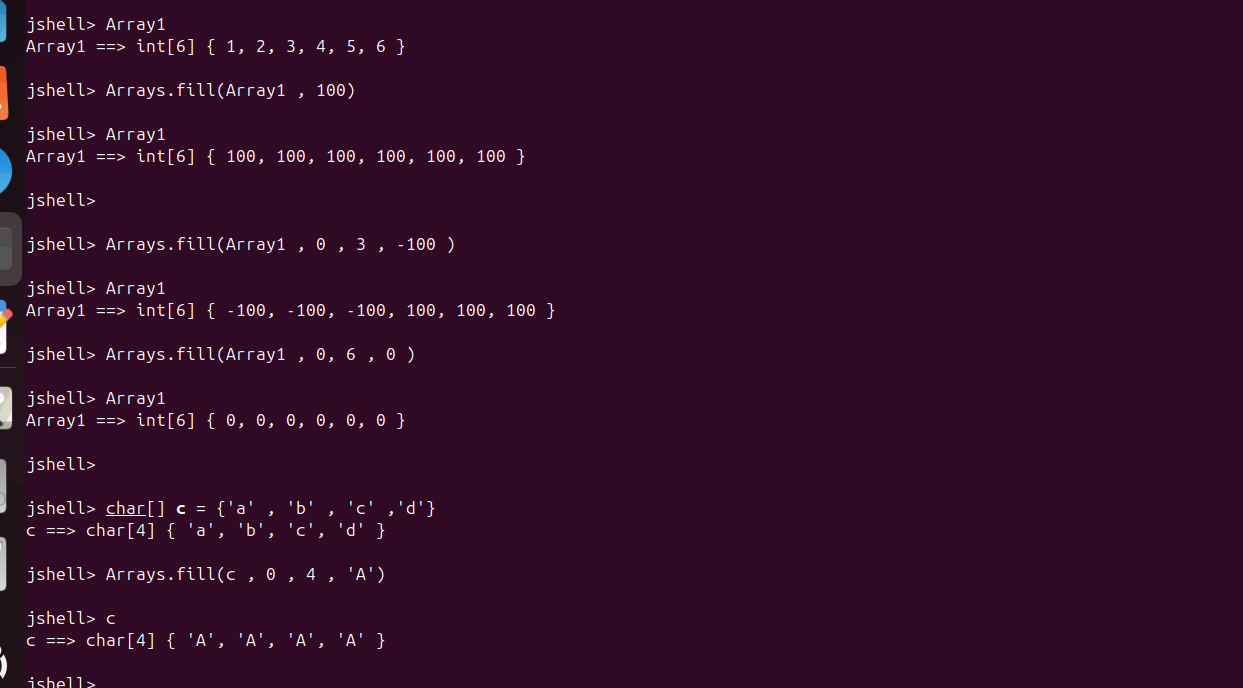 jshell> Array1
Array1 ==> int[6] { 1, 2, 3, 4, 5, 6 }
jshell> Arrays.fill(Array1 , 100)
jshell> Array1
Array1 ==> int[6] { 100, 100, 100, 100, 100, 100 }
jshell>
jshell> Arrays.fill(Array1 , 0 , 3 , -100 )
jshell> Array1
Array1 ==> int[6] { -100, -100, -100, 100, 100, 100 }
jshell> Arrays.fill(Array1 , 0, 6 , 0 )
jshell> Array1
Array1 ==> int[6] { 0, 0, 0, 0, 0, 0 }
jshell>
jshell> char[] c = {'a' , 'b' , 'c' ,'d'}
c ==> char[4] { 'a', 'b', 'c', 'd' }
jshell> Arrays.fill(c , 0 , 4 , 'A')
jshell> c
c ==> char[4] { 'A', 'A', 'A', 'A' }
jshell>